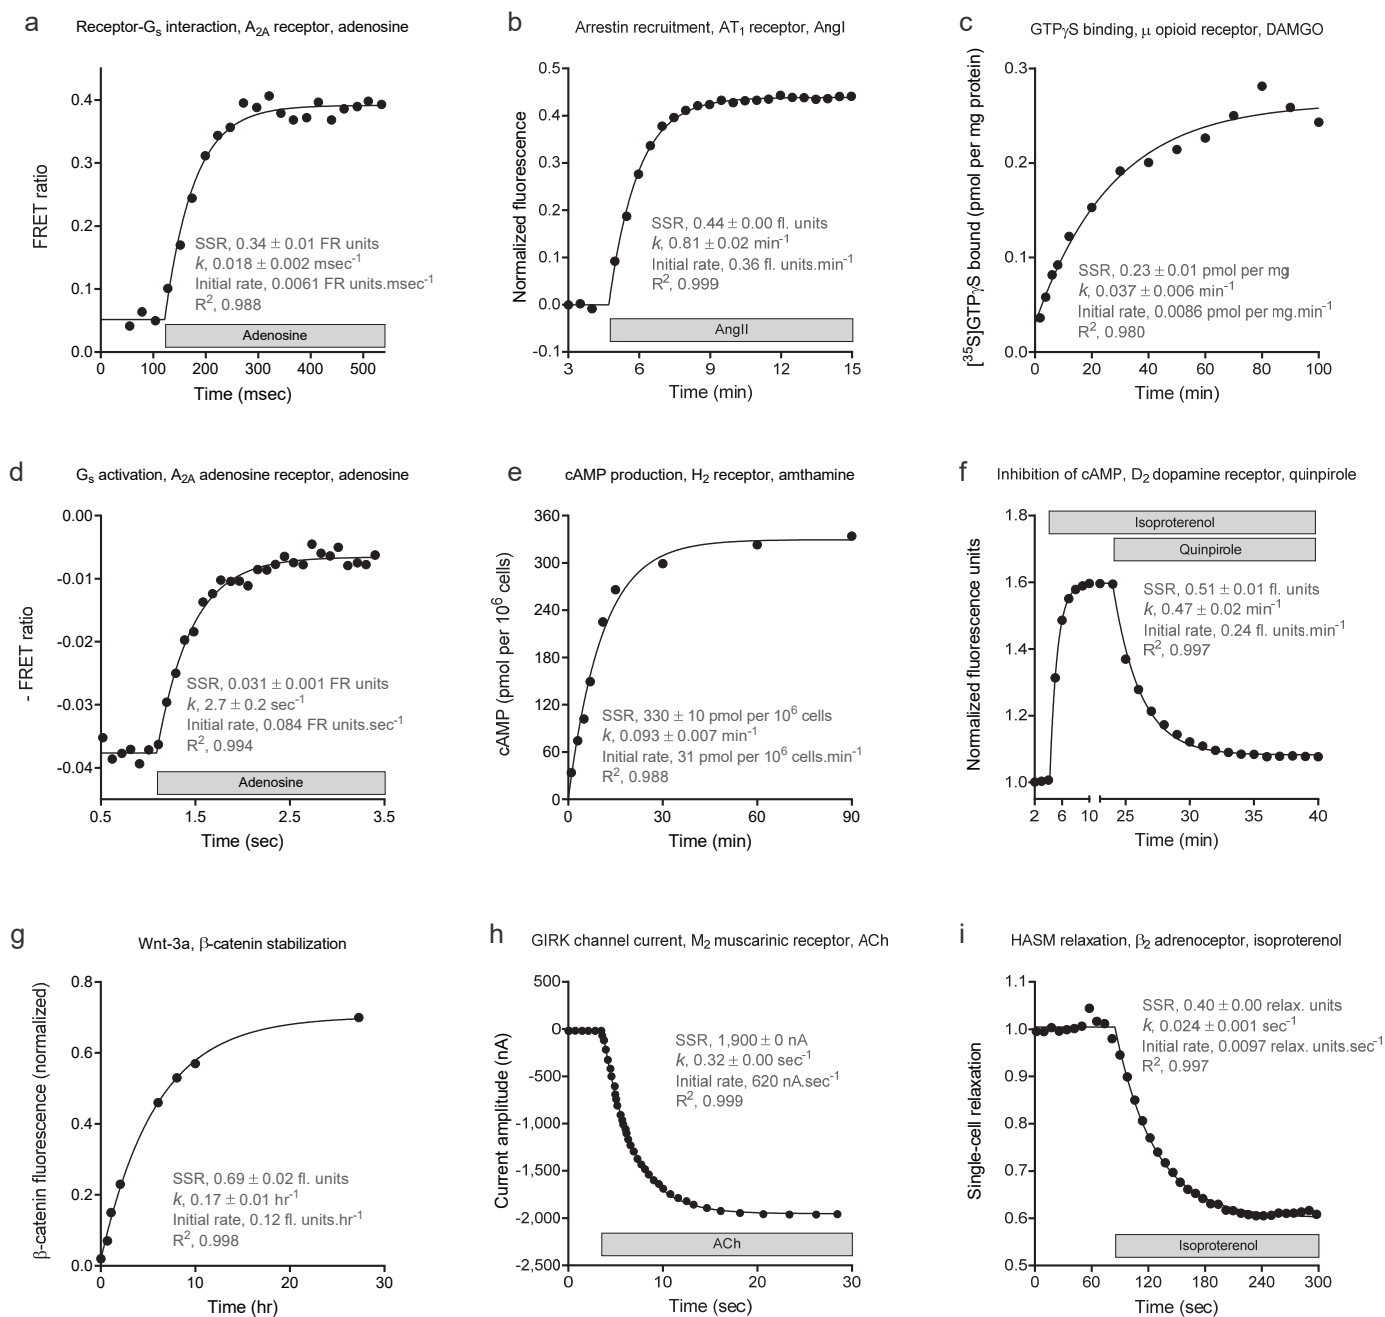 a
Receptor-Gs interaction, A2A receptor, adenosine
FRET ratio
0.4
0.3
0.2
0.1
0.0
SSR, 0.34 ± 0.01 FR units
k, 0.018 ± 0.002 msec-1
Initial rate, 0.0061 FR units.msec-1
R2, 0.988
Adenosine
0 100 200 300 400 500
Time (msec)
b
Arrestin recruitment, AT1 receptor, AngI
Normalized fluorescence
0.5
0.4
0.3
0.2
0.1
0.0
-0.1
SSR, 0.44 ± 0.00 fl. units
k, 0.81 ± 0.02 min-1
Initial rate, 0.36 fl. units.min-1
R2, 0.999
AngII
3 6 9 12 15
Time (min)
c
GTPγS binding, μ opioid receptor, DAMGO
[35S]GTPγS bound (pmol per mg protein)
0.3
0.2
0.1
0.0
SSR, 0.23 ± 0.01 pmol per mg
k, 0.037 ± 0.006 min-1
Initial rate, 0.0086 pmol per mg.min-1
R2, 0.980
0 20 40 60 80 100
Time (min)
d
Gs activation, A2A adenosine receptor, adenosine
- FRET ratio
0.00
-0.01
-0.02
-0.03
-0.04
SSR, 0.031 ± 0.001 FR units
k, 2.7 ± 0.2 sec-1
Initial rate, 0.084 FR units.sec-1
R2, 0.994
Adenosine
0.5 1.5 2.5 3.5
Time (sec)
e
cAMP production, H2 receptor, amthamine
cAMP (pmol per 106 cells)
360
300
240
180
120
60
0
SSR, 330 ± 10 pmol per 106 cells
k, 0.093 ± 0.007 min-1
Initial rate, 31 pmol per 106 cells.min-1
R2, 0.988
0 30 60 90
Time (min)
f
Inhibition of cAMP, D2 dopamine receptor, quinpirole
Normalized fluorescence units
1.8
1.6
1.4
1.2
1.0
Isoproterenol
Quinpirole
SSR, 0.51 ± 0.01 fl. units
k, 0.47 ± 0.02 min-1
Initial rate, 0.24 fl. units.min-1
R2, 0.997
2 6 10 25 30 35 40
Time (min)
g
Wnt-3a, β-catenin stabilization
β-catenin fluorescence (normalized)
0.8
0.6
0.4
0.2
0.0
SSR, 0.69 ± 0.02 fl. units
k, 0.17 ± 0.01 hr-1
Initial rate, 0.12 fl. units.hr-1
R2, 0.998
0 10 20 30
Time (hr)
h
GIRK channel current, M2 muscarinic receptor, ACh
Current amplitude (nA)
500
0
-500
-1,000
-1,500
-2,000
-2,500
SSR, 1,900 ± 0 nA
k, 0.32 ± 0.00 sec-1
Initial rate, 620 nA.sec-1
R2, 0.999
ACh
0 10 20 30
Time (sec)
i
HASM relaxation, β2 adrenoceptor, isoproterenol
Single-cell relaxation
1.1
1.0
0.9
0.8
0.7
0.6
0.5
SSR, 0.40 ± 0.00 relax. units
k, 0.024 ± 0.001 sec-1
Initial rate, 0.0097 relax. units.sec-1
R2, 0.997
Isoproterenol
0 60 120 180 240 300
Time (sec)